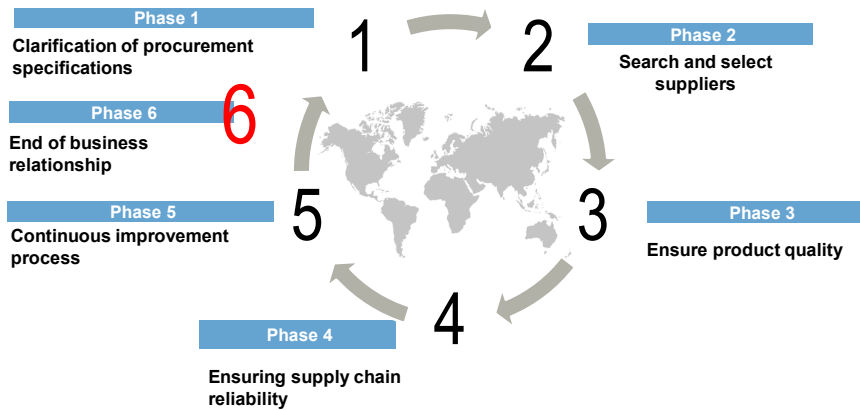 Phase 1
Clarification of procurement
specifications
1
2
Phase 2
Search and select
suppliers
Phase 6
6
End of business
relationship
Phase 5
5
Continuous improvement
process
3
Phase 3
Ensure product quality
4
Phase 4
Ensuring supply chain
reliability